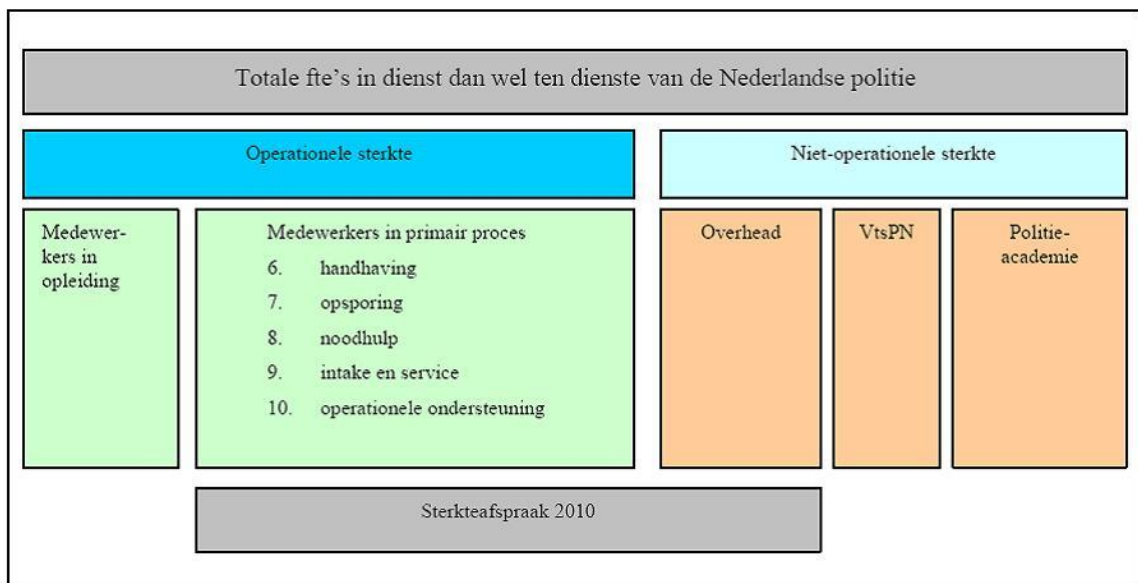 Totale fte's in dienst dan wel ten dienste van de Nederlandse politie
Operationele sterkte
Niet-operationele sterkte
Medewer-
kers in
opleiding
Medewerkers in primair proces
6. handhaving
7. opsporing
8. noodhulp
9. intake en service
10. operationele ondersteuning
Overhead
VtsPN
Politie-
academie
Sterkteafspraak 2010